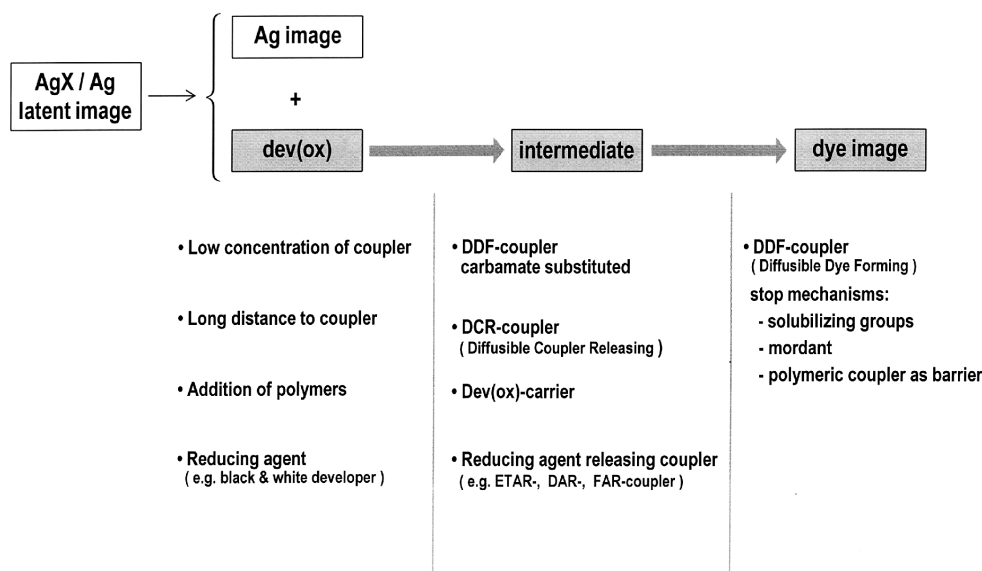 AgX / Ag
latent image
Ag image
+
dev(ox)
intermediate
dye image
• Low concentration of coupler
• Long distance to coupler
• Addition of polymers
• Reducing agent
( e.g. black & white developer )
• DDF-coupler
carbamate substituted
• DCR-coupler
( Diffusible Coupler Releasing )
• Dev(ox)-carrier
• Reducing agent releasing coupler
( e.g. ETAR-, DAR-, FAR-coupler )
• DDF-coupler
( Diffusible Dye Forming )
stop mechanisms:
- solubilizing groups
- mordant
- polymeric coupler as barrier